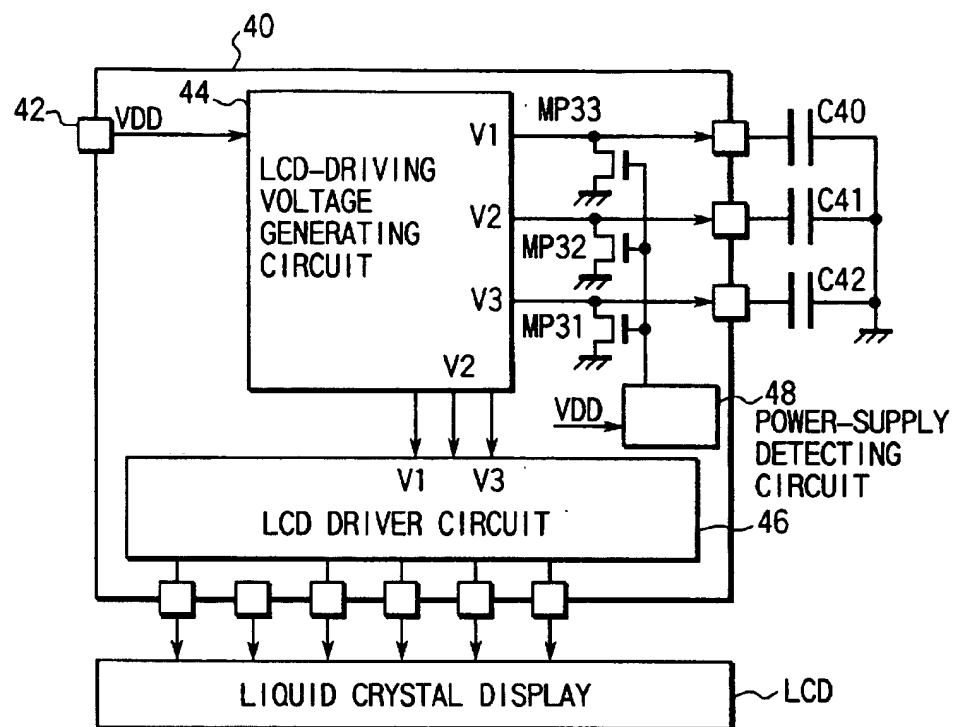 40
42
VDD
44
LCD-DRIVING
VOLTAGE
GENERATING
CIRCUIT
V1
V2
V3
V2
MP33
MP32
MP31
C40
C41
C42
VDD
48
POWER-SUPPLY
DETECTING
CIRCUIT
V1 V3
LCD DRIVER CIRCUIT
46
LIQUID CRYSTAL DISPLAY
LCD